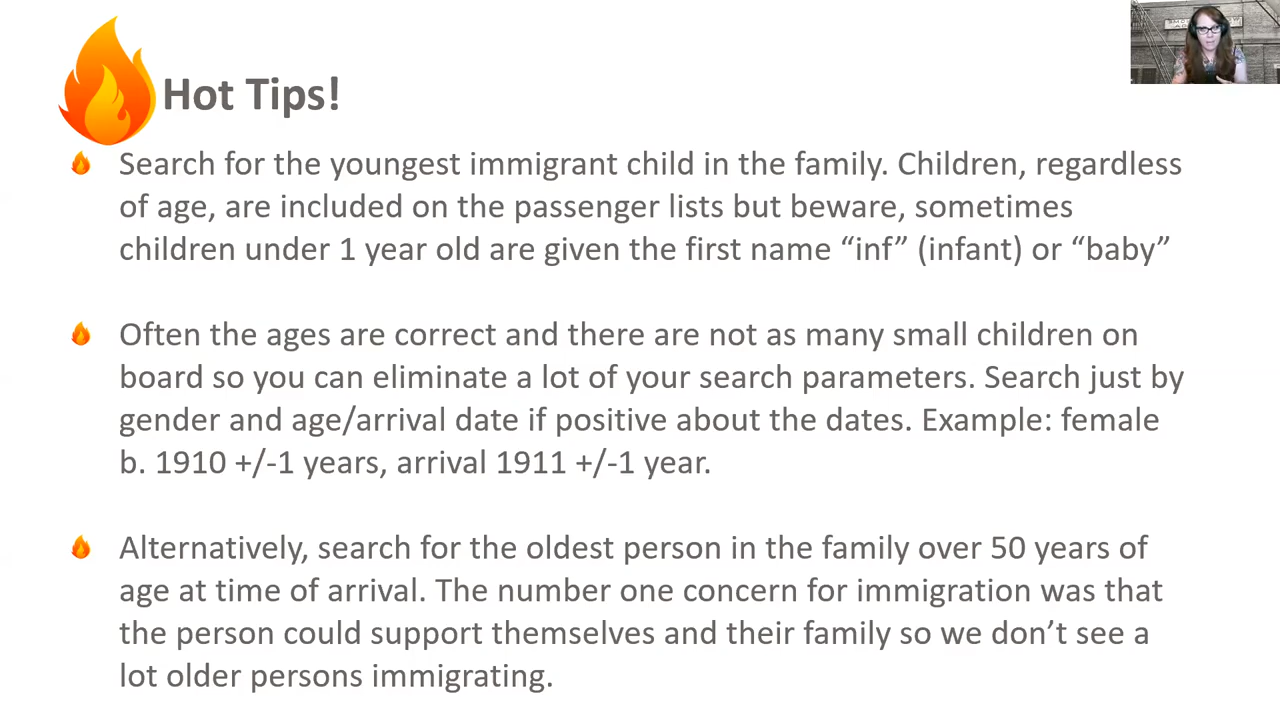 Hot Tips!
Search for the youngest immigrant child in the family. Children, regardless
of age, are included on the passenger lists but beware, sometimes
children under 1 year old are given the first name “inf” (infant) or “baby”
Often the ages are correct and there are not as many small children on
board so you can eliminate a lot of your search parameters. Search just by
gender and age/arrival date if positive about the dates. Example: female
b. 1910 +/-1 years, arrival 1911 +/-1 year.
Alternatively, search for the oldest person in the family over 50 years of
age at time of arrival. The number one concern for immigration was that
the person could support themselves and their family so we don’t see a
lot older persons immigrating.